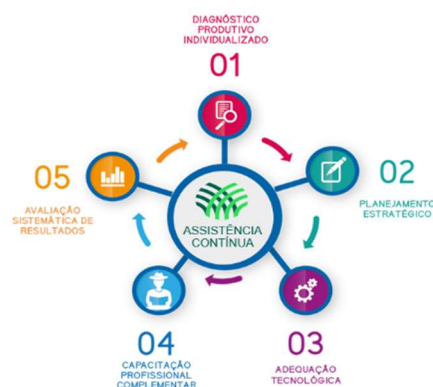 DIAGNÓSTICO
PRODUTIVO
INDIVIDUALIZADO
01
02
PLANEJAMENTO
ESTRATÉGICO
03
ADEQUAÇÃO
TECNOLÓGICA
04
CAPACITAÇÃO
PROFISSIONAL
COMPLEMENTAR
05
AVALIAÇÃO
SISTEMÁTICA DE
RESULTADOS
ASSISTÊNCIA
CONTÍNUA